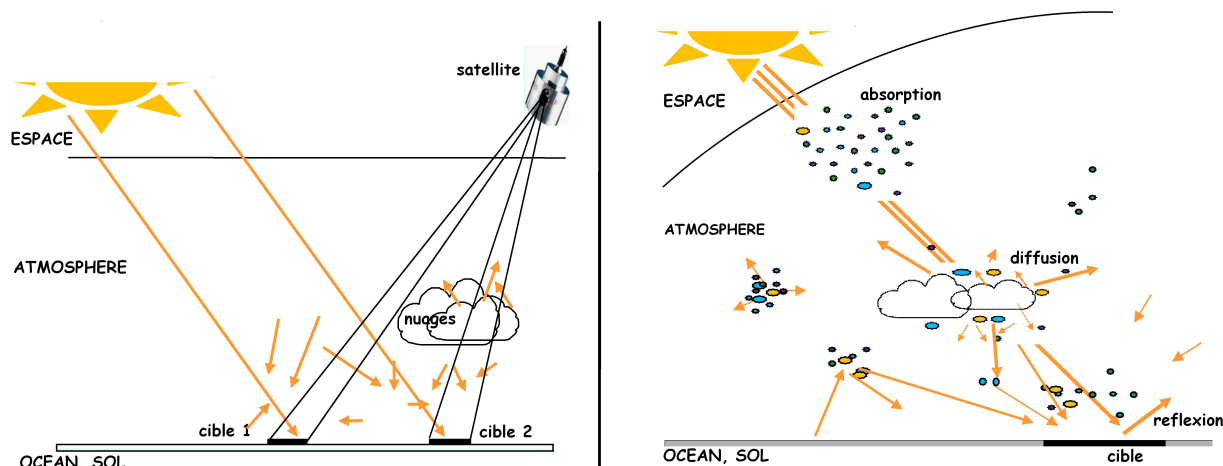 satellite
ESPACE
ATMOSPHERE
nuages
cible 1
cible 2
OCEAN, SOL
ESPACE
absorption
ATMOSPHERE
diffusion
reflexion
OCEAN, SOL
cible